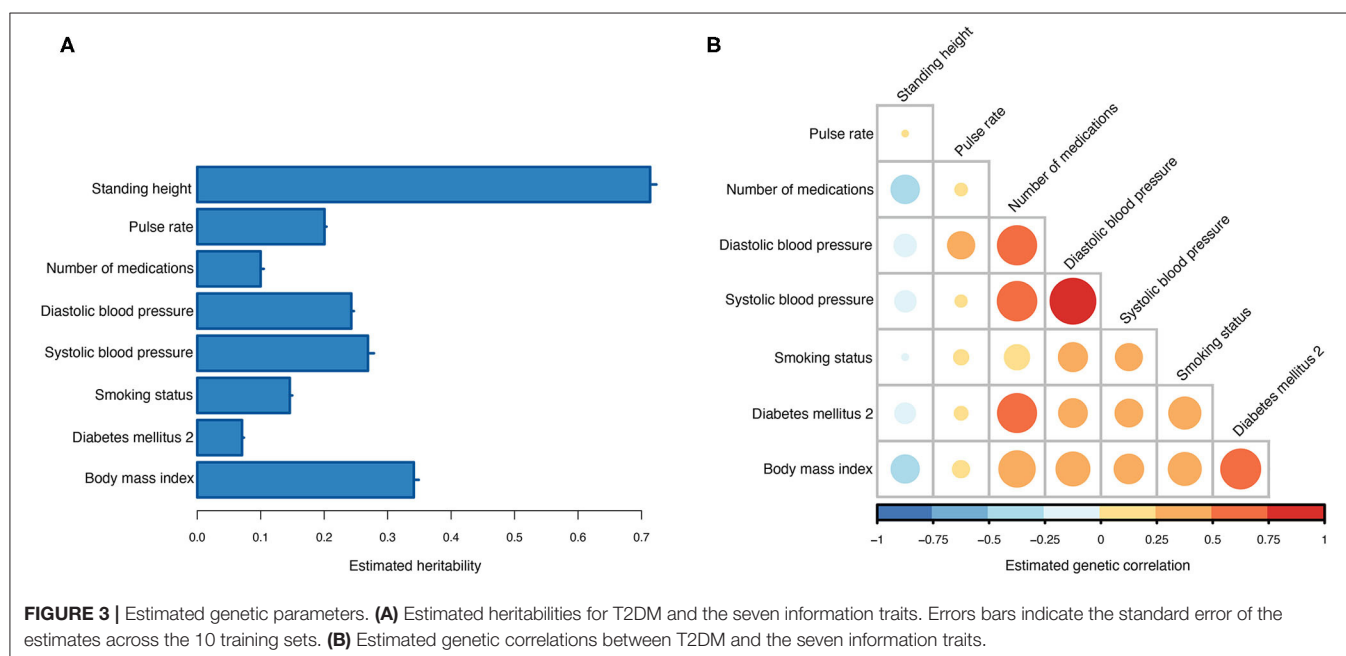 A
Standing height
Pulse rate
Number of medications
Diastolic blood pressure
Systolic blood pressure
Smoking status
Diabetes mellitus 2
Body mass index
0.0 0.1 0.2 0.3 0.4 0.5 0.6 0.7
Estimated heritability
B
Standing height
Pulse rate
Number of medications
Diastolic blood pressure
Systolic blood pressure
Smoking status
Diabetes mellitus 2
Pulse rate
Number of medications
Diastolic blood pressure
Systolic blood pressure
Smoking status
Diabetes mellitus 2
Body mass index
−1 −0.75 −0.5 −0.25 0 0.25 0.5 0.75 1
Estimated genetic correlation
FIGURE 3 | Estimated genetic parameters. (A) Estimated heritabilities for T2DM and the seven information traits. Errors bars indicate the standard error of the
estimates across the 10 training sets. (B) Estimated genetic correlations between T2DM and the seven information traits.